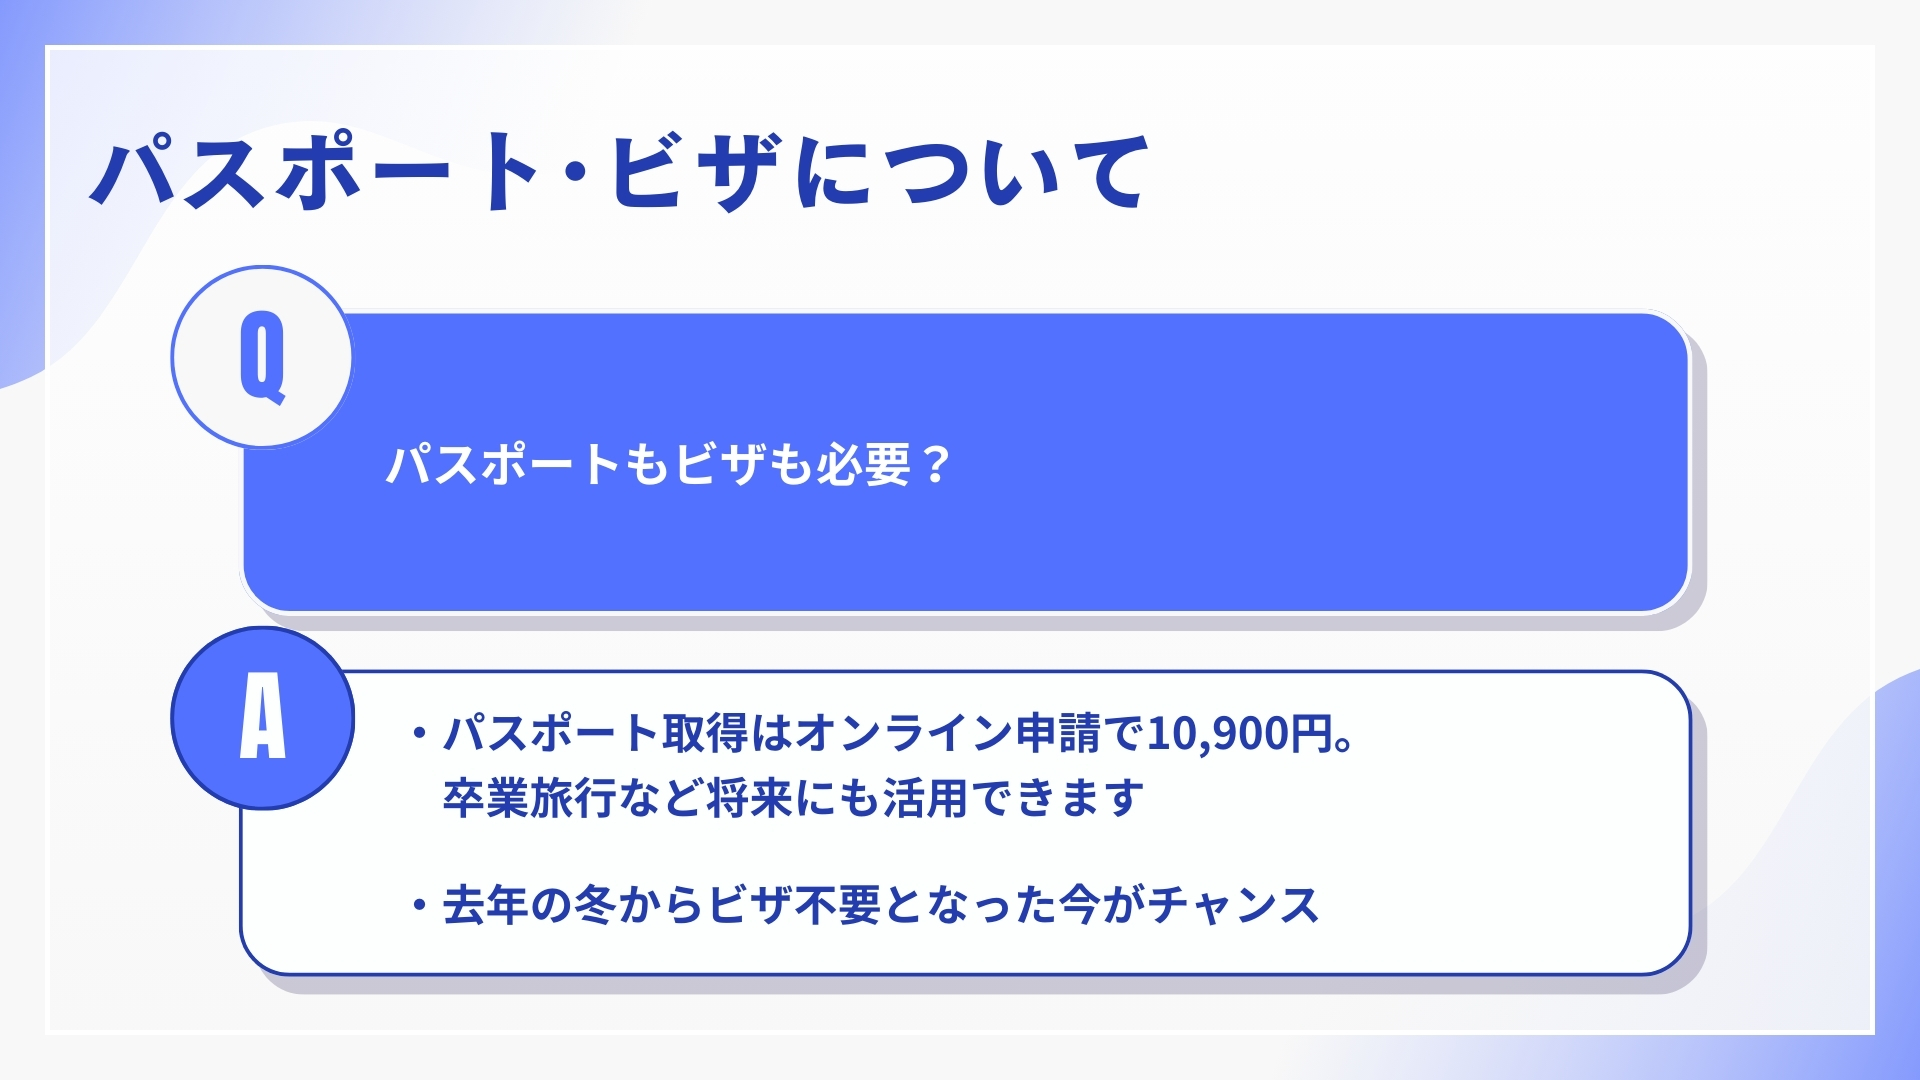 パスポート・ビザについて
Q
パスポートもビザも必要？
A
・パスポート取得はオンライン申請で10,900円。
卒業旅行など将来にも活用できます
・去年の冬からビザ不要となった今がチャンス